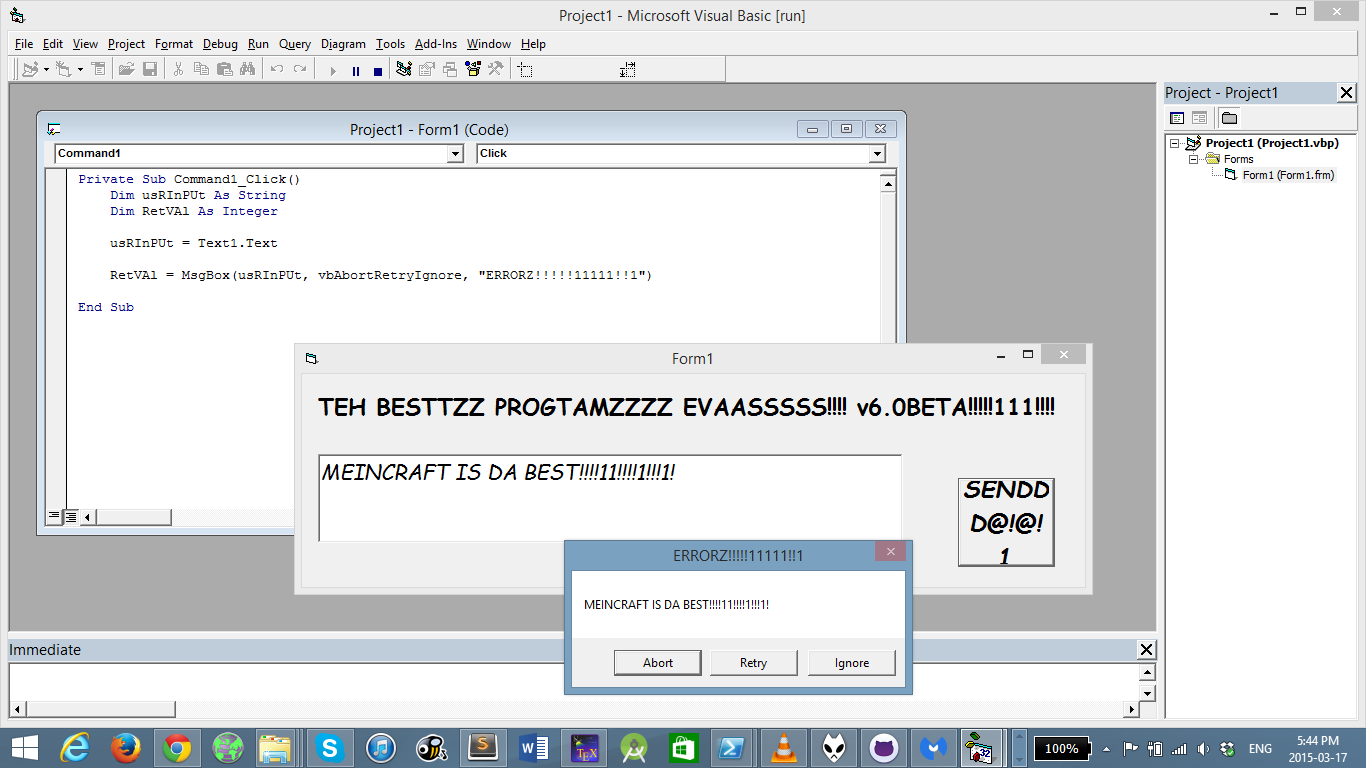 Project1 - Microsoft Visual Basic [run]
File Edit View Project Format Debug Run Query Diagram Tools Add-Ins Window Help
Project1 - Form1 (Code)
Command1 Click
Private Sub Command1_Click()
Dim usRInPUt As String
Dim RetVAl As Integer
usRInPUt = Text1.Text
RetVAl = MsgBox(usRInPUt, vbAbortRetryIgnore, "ERRORZ!!!!!11111!!1")
End Sub
Project - Project1
Project1 (Project1.vbp)
Forms
Form1 (Form1.frm)
Form1
TEH BESTTZZ PROGTAMZZZZ EVAASSSSS!!!! v6.0BETA!!!!!111!!!!
MEINCRAFT IS DA BEST!!!!11!!!!1!!!1!
SENDD
D@!@!
1
ERRORZ!!!!!11111!!1
MEINCRAFT IS DA BEST!!!!11!!!!1!!!1!
Abort Retry Ignore
Immediate
100% ENG
5:44 PM
2015-03-17